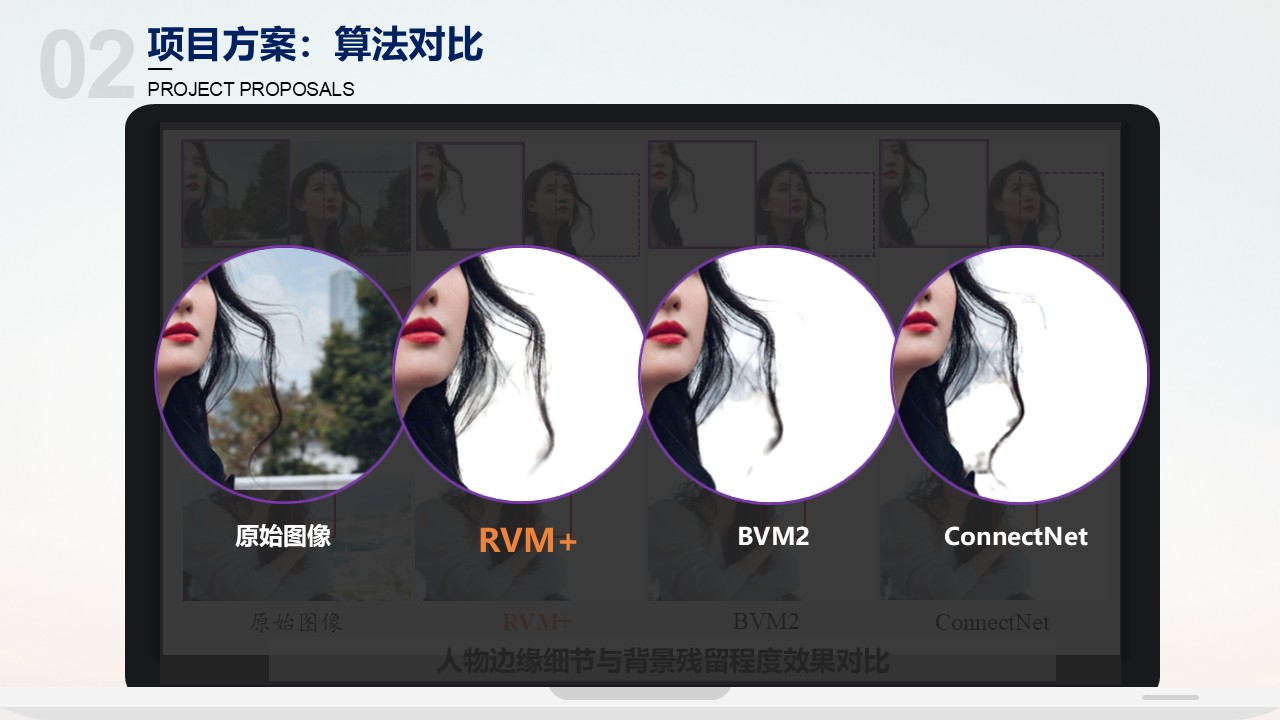 02
项目方案：算法对比
PROJECT PROPOSALS
原始图像
RVM+
BVM2
ConnectNet
原始图像
RVM+
BVM2
ConnectNet
人物边缘细节与背景残留程度效果对比